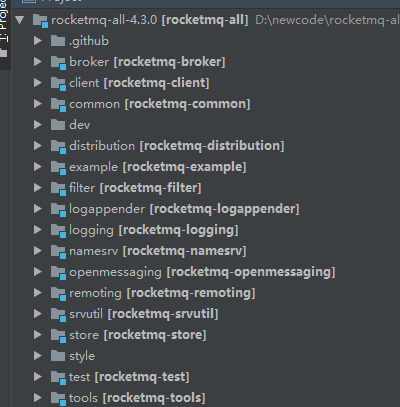 1: Project
rocketmq-all-4.3.0 [rocketmq-all] D:\newcode\rocketmq-al
.github
broker [rocketmq-broker]
client [rocketmq-client]
common [rocketmq-common]
dev
distribution [rocketmq-distribution]
example [rocketmq-example]
filter [rocketmq-filter]
logappender [rocketmq-logappender]
logging [rocketmq-logging]
namesrv [rocketmq-namesrv]
openmessaging [rocketmq-openmessaging]
remoting [rocketmq-remoting]
srvutil [rocketmq-srvutil]
store [rocketmq-store]
style
test [rocketmq-test]
tools [rocketmq-tools]